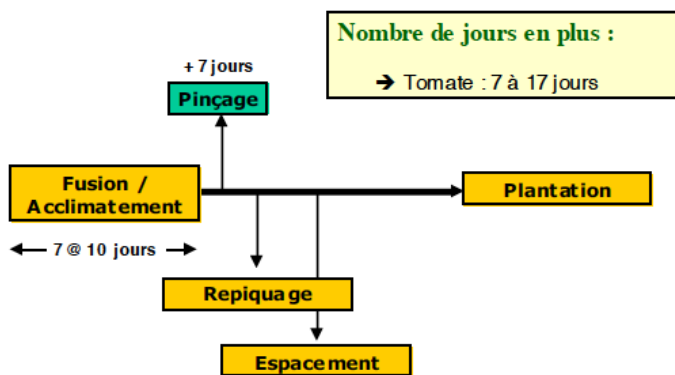 Nombre de jours en plus :
➔ Tomate : 7 à 17 jours
+ 7 jours
Pinçage
Fusion /
Acclimatement
Plantation
7 @ 10 jours
Repiquage
Espacement